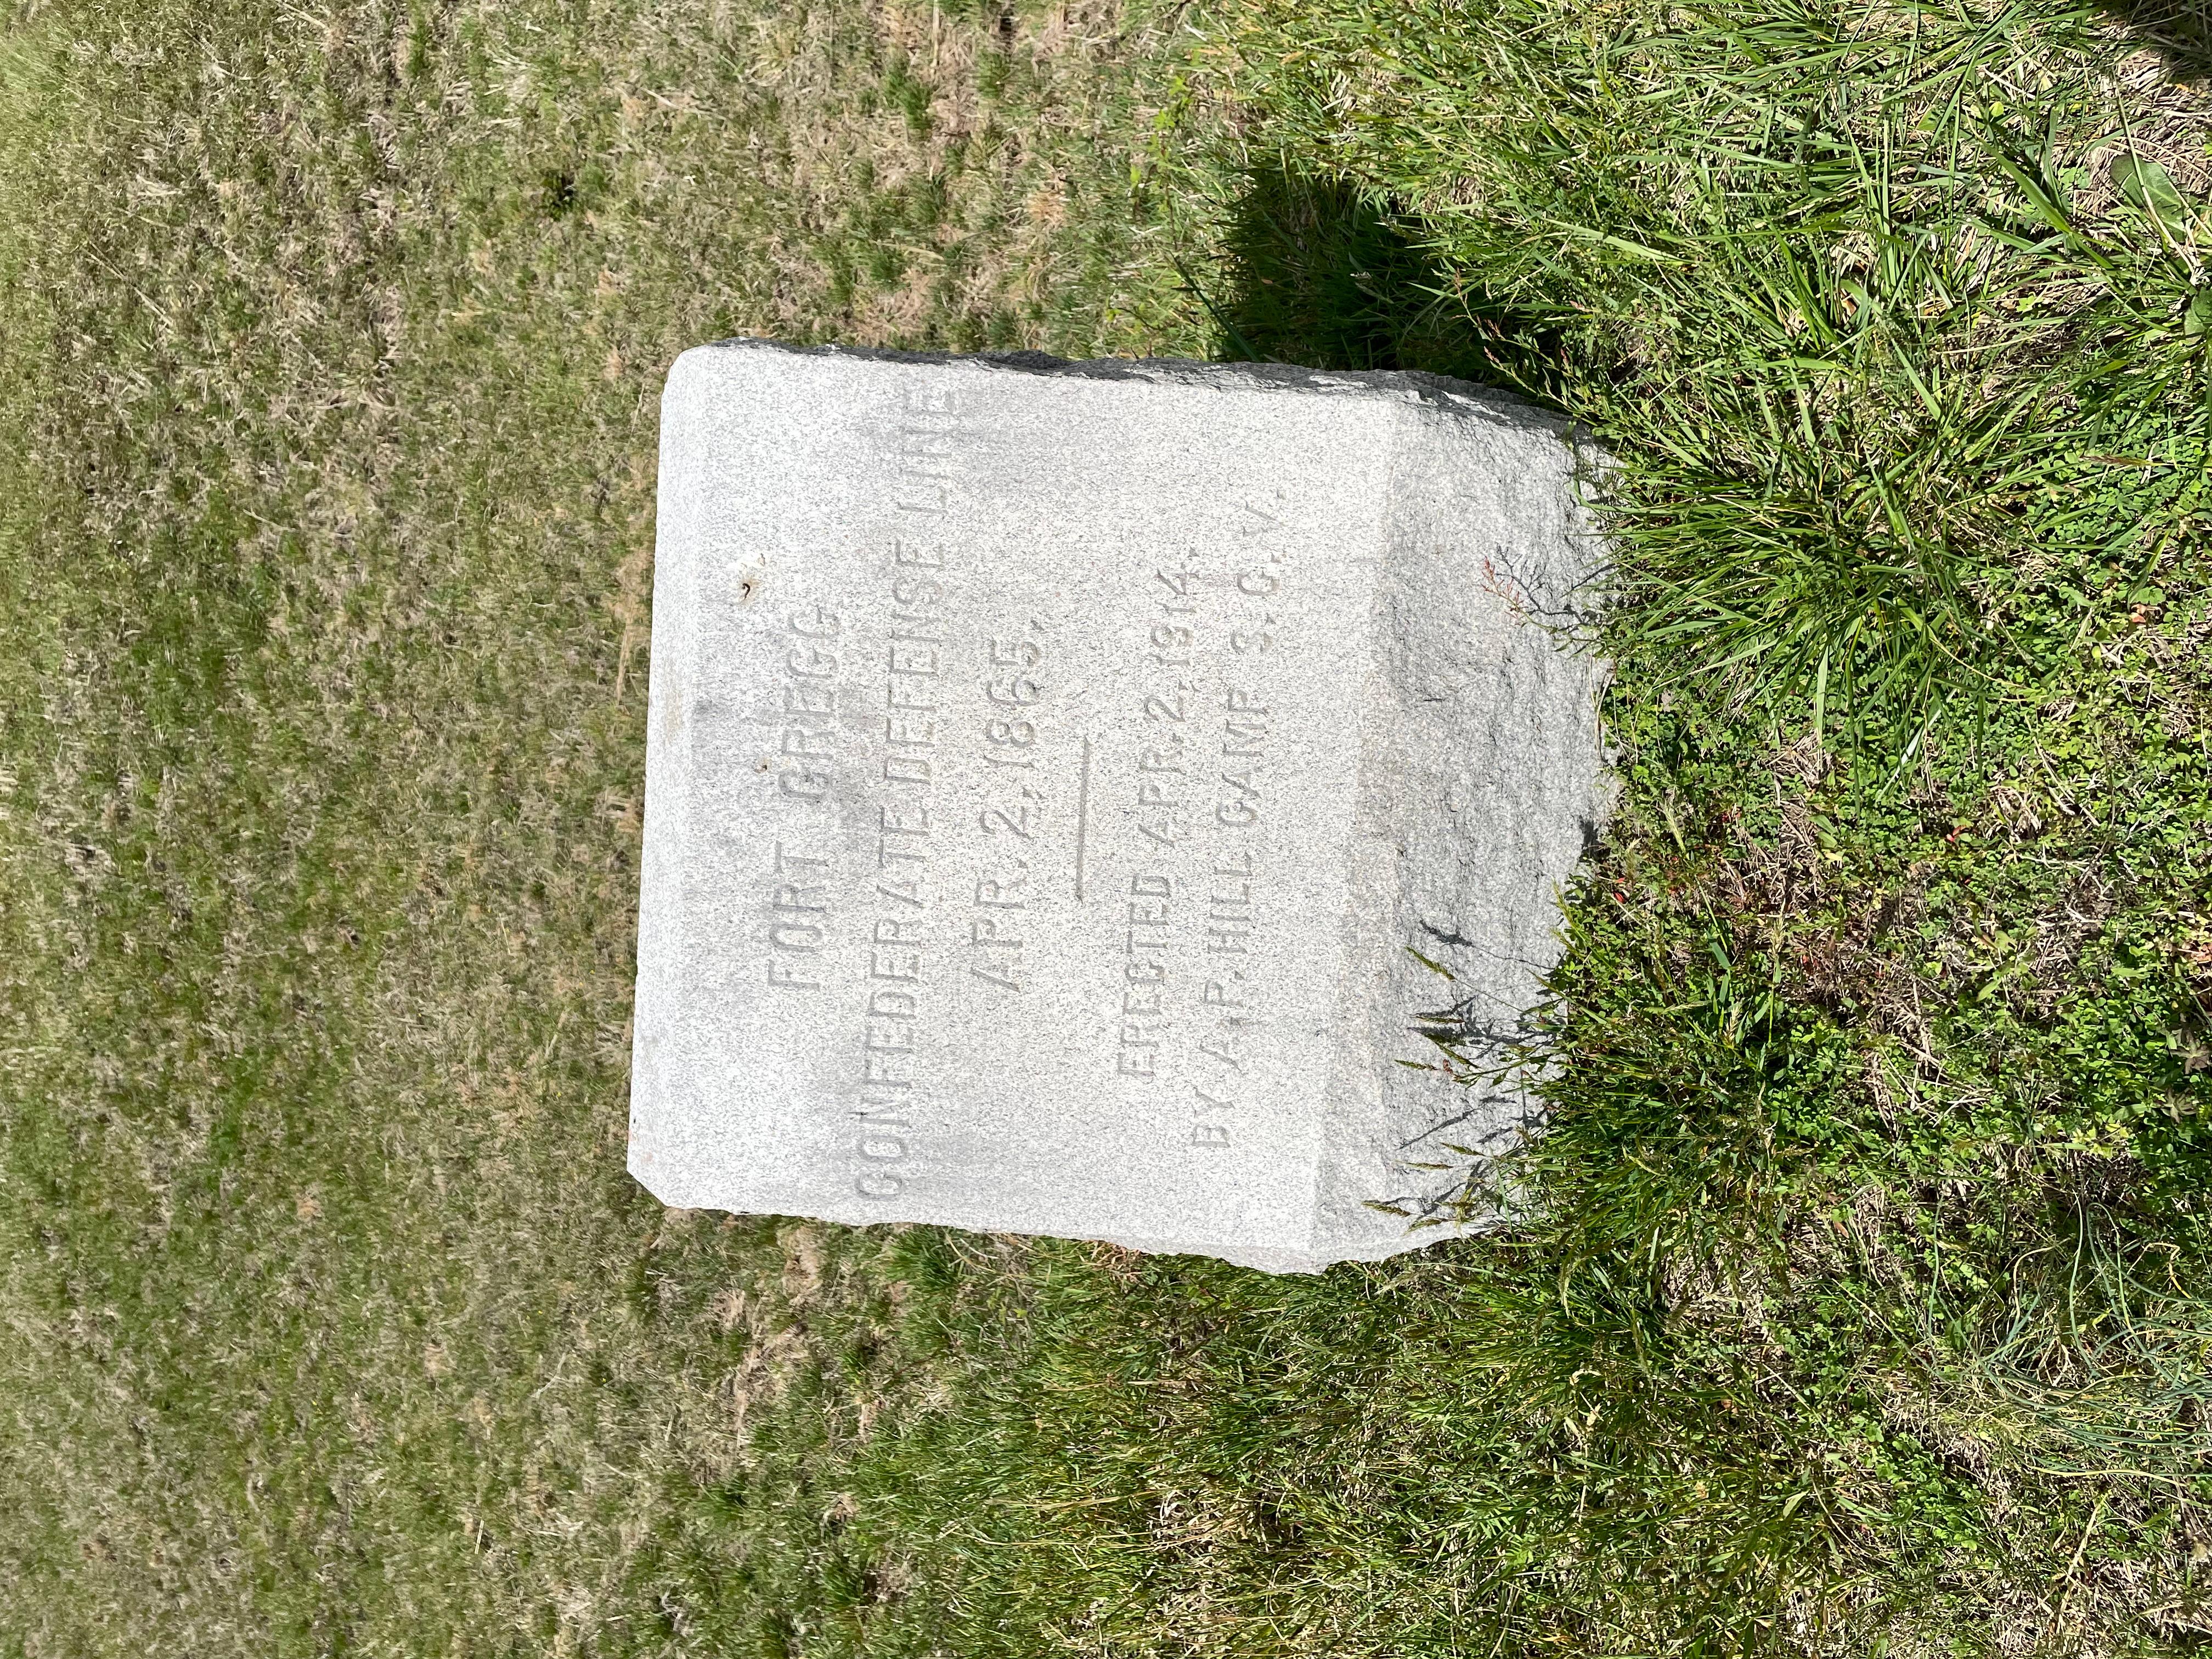 FORT GREGG
CONFEDERATE DEFENSE LINE
APR. 2, 1865.
ERECTED APR. 2, 1914,
BY A. P. HILL CAMP S. C. V.